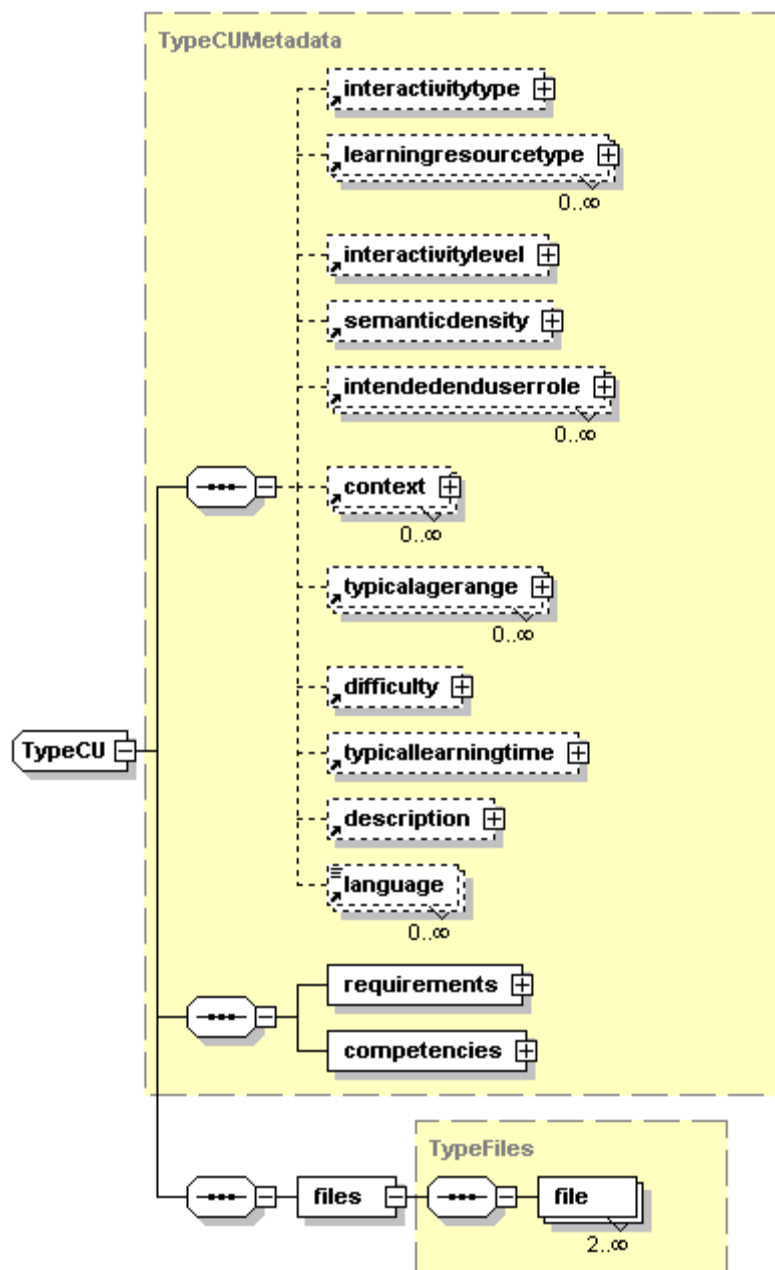 TypeCUMetadata
interactivitytype
learningresourcetype
0..∞
interactivitylevel
semanticdensity
intendedenduserrole
0..∞
context
0..∞
typicalagerange
0..∞
difficulty
TypeCU
typicallearningtime
description
language
0..∞
requirements
competencies
TypeFiles
files
file
2..∞